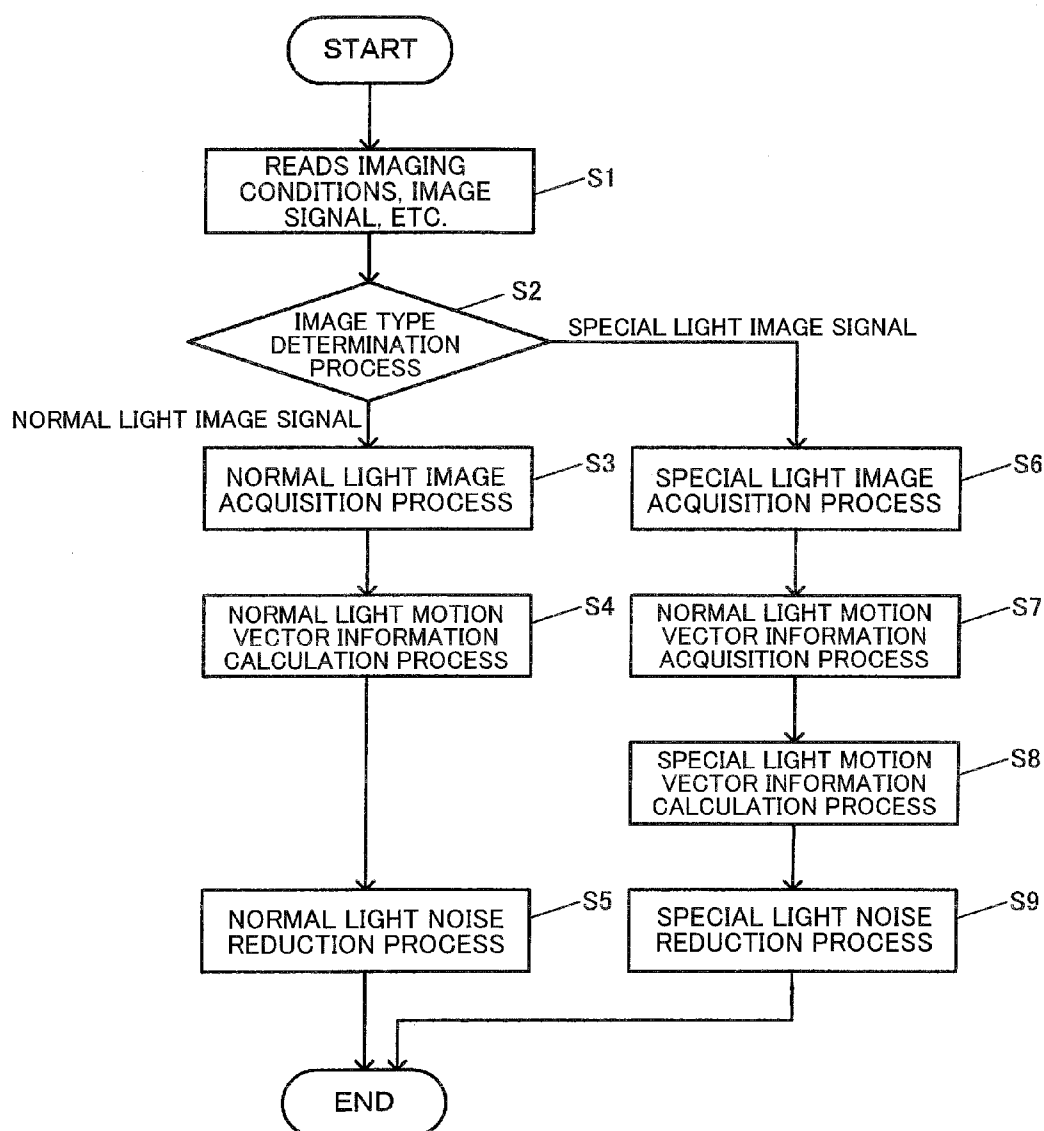 START
READS IMAGING
CONDITIONS, IMAGE
SIGNAL, ETC.
S1
IMAGE TYPE
DETERMINATION
PROCESS
S2
SPECIAL LIGHT IMAGE SIGNAL
NORMAL LIGHT IMAGE SIGNAL
NORMAL LIGHT IMAGE
ACQUISITION PROCESS
S3
SPECIAL LIGHT IMAGE
ACQUISITION PROCESS
S6
NORMAL LIGHT MOTION
VECTOR INFORMATION
CALCULATION PROCESS
S4
NORMAL LIGHT MOTION
VECTOR INFORMATION
ACQUISITION PROCESS
S7
SPECIAL LIGHT MOTION
VECTOR INFORMATION
CALCULATION PROCESS
S8
NORMAL LIGHT NOISE
REDUCTION PROCESS
S5
SPECIAL LIGHT NOISE
REDUCTION PROCESS
S9
END